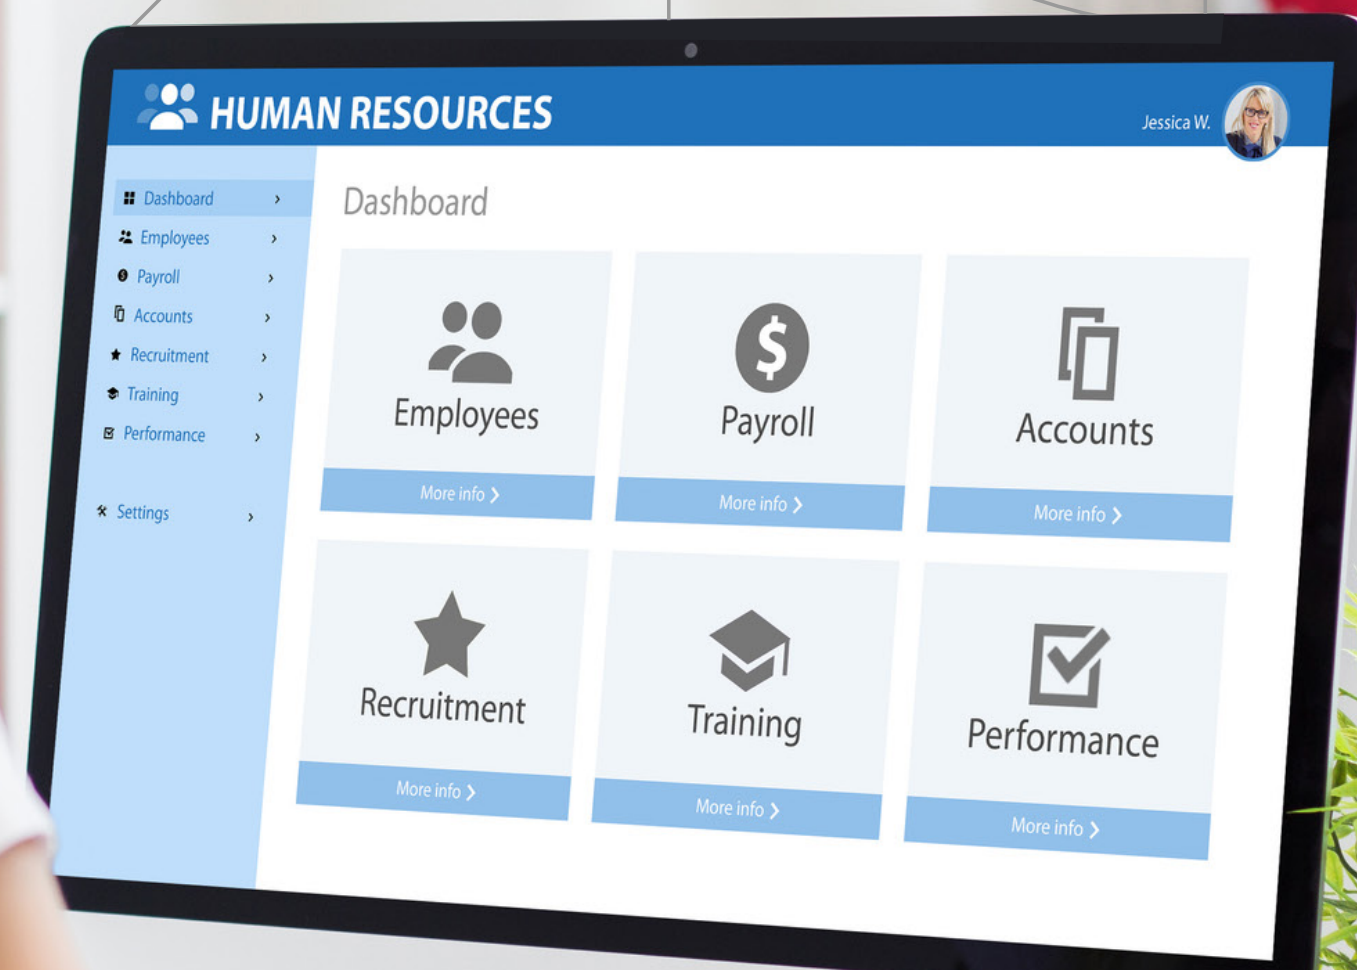 HUMAN RESOURCES
Jessica W.
Dashboard
Employees
Payroll
Accounts
Recruitment
Training
Performance
Settings
Dashboard
Employees
More info
Payroll
More info
Accounts
More info
Recruitment
More info
Training
More info
Performance
More info